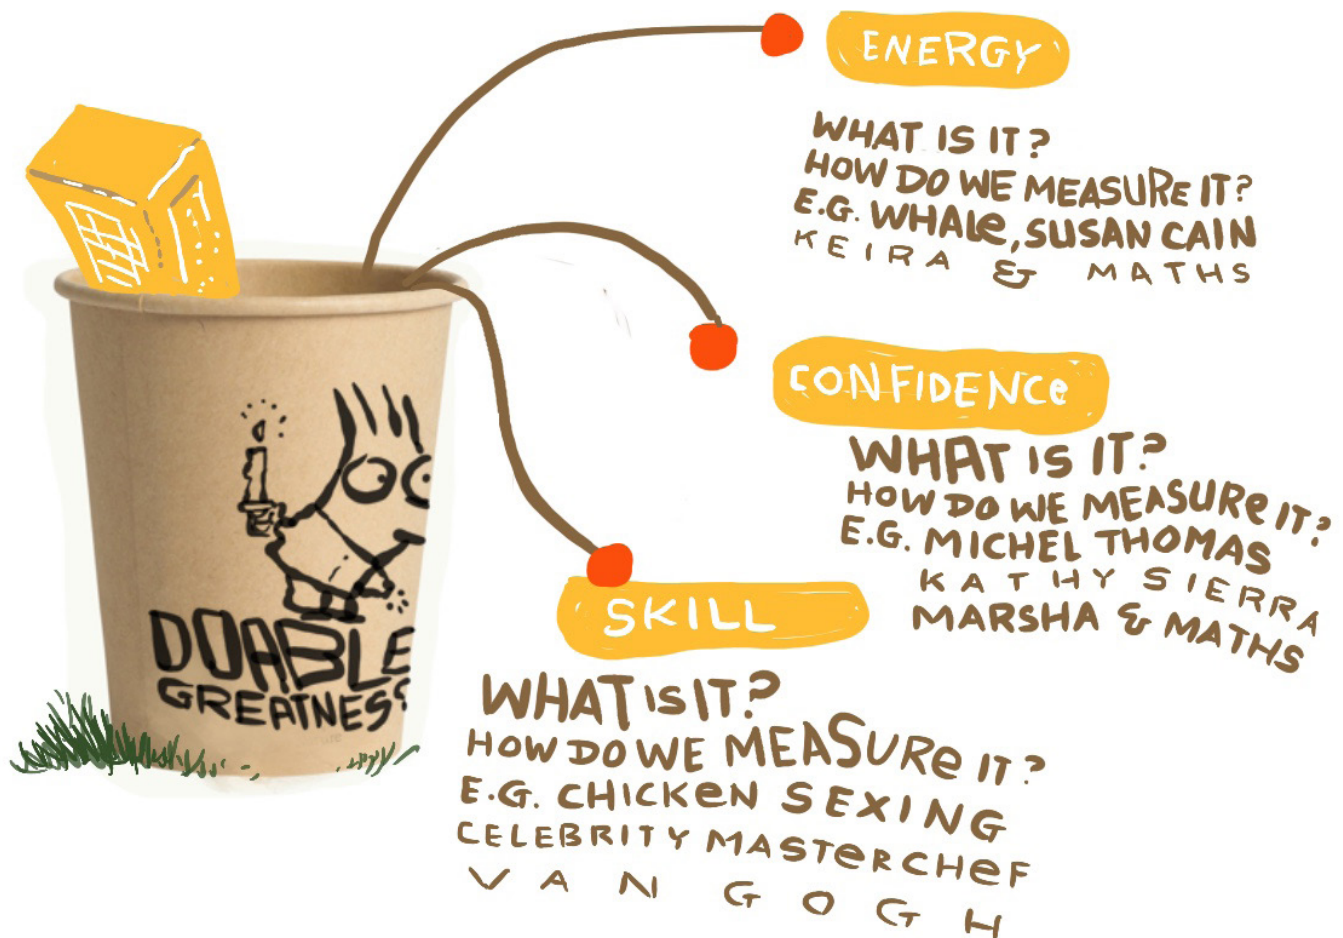 ENERGY
WHAT IS IT?
HOW DO WE MEASURE IT?
E.G. WHALe, SUSAN CAIN
KEIRA & MATHS
CONFIDENCe
WHAT IS IT?
HOW DO WE MEASURe IT?
E.G. MICHEL THOMAS
KATHY SIERRA
MARSHA & MATHS
SKILL
WHAT IS IT?
HOW DO WE MEASURe IT?
E.G. CHICKeN SEXING
CELEBRITY MASTeRCHeF
VAN GOGH
DOABLE
GREATNESS